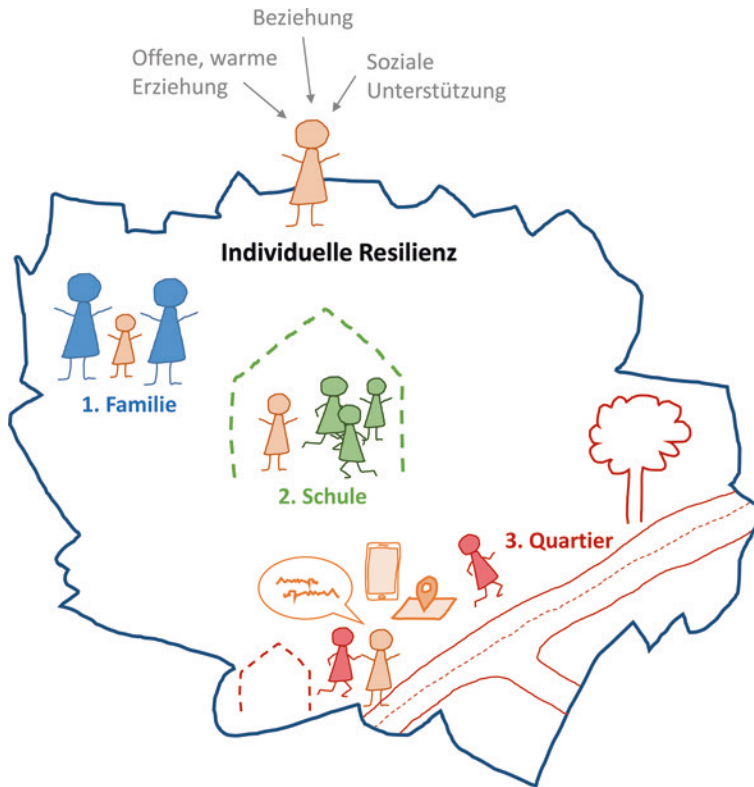 Beziehung
Offene, warme
Erziehung
Soziale
Unterstützung
Individuelle Resilienz
1. Familie
2. Schule
3. Quartier